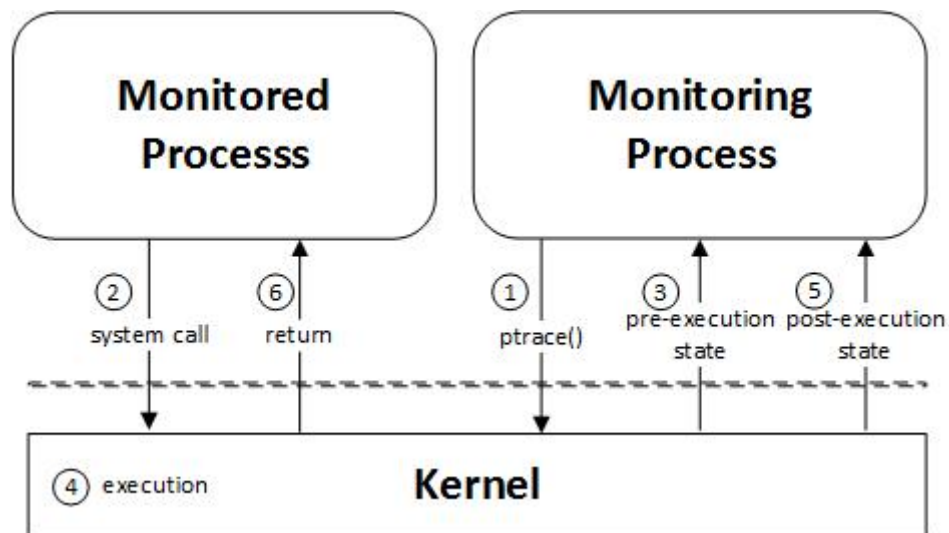 Monitored
Processs
Monitoring
Process
2
system call
6
return
1
ptrace()
3
pre-execution
state
5
post-execution
state
4 execution
Kernel